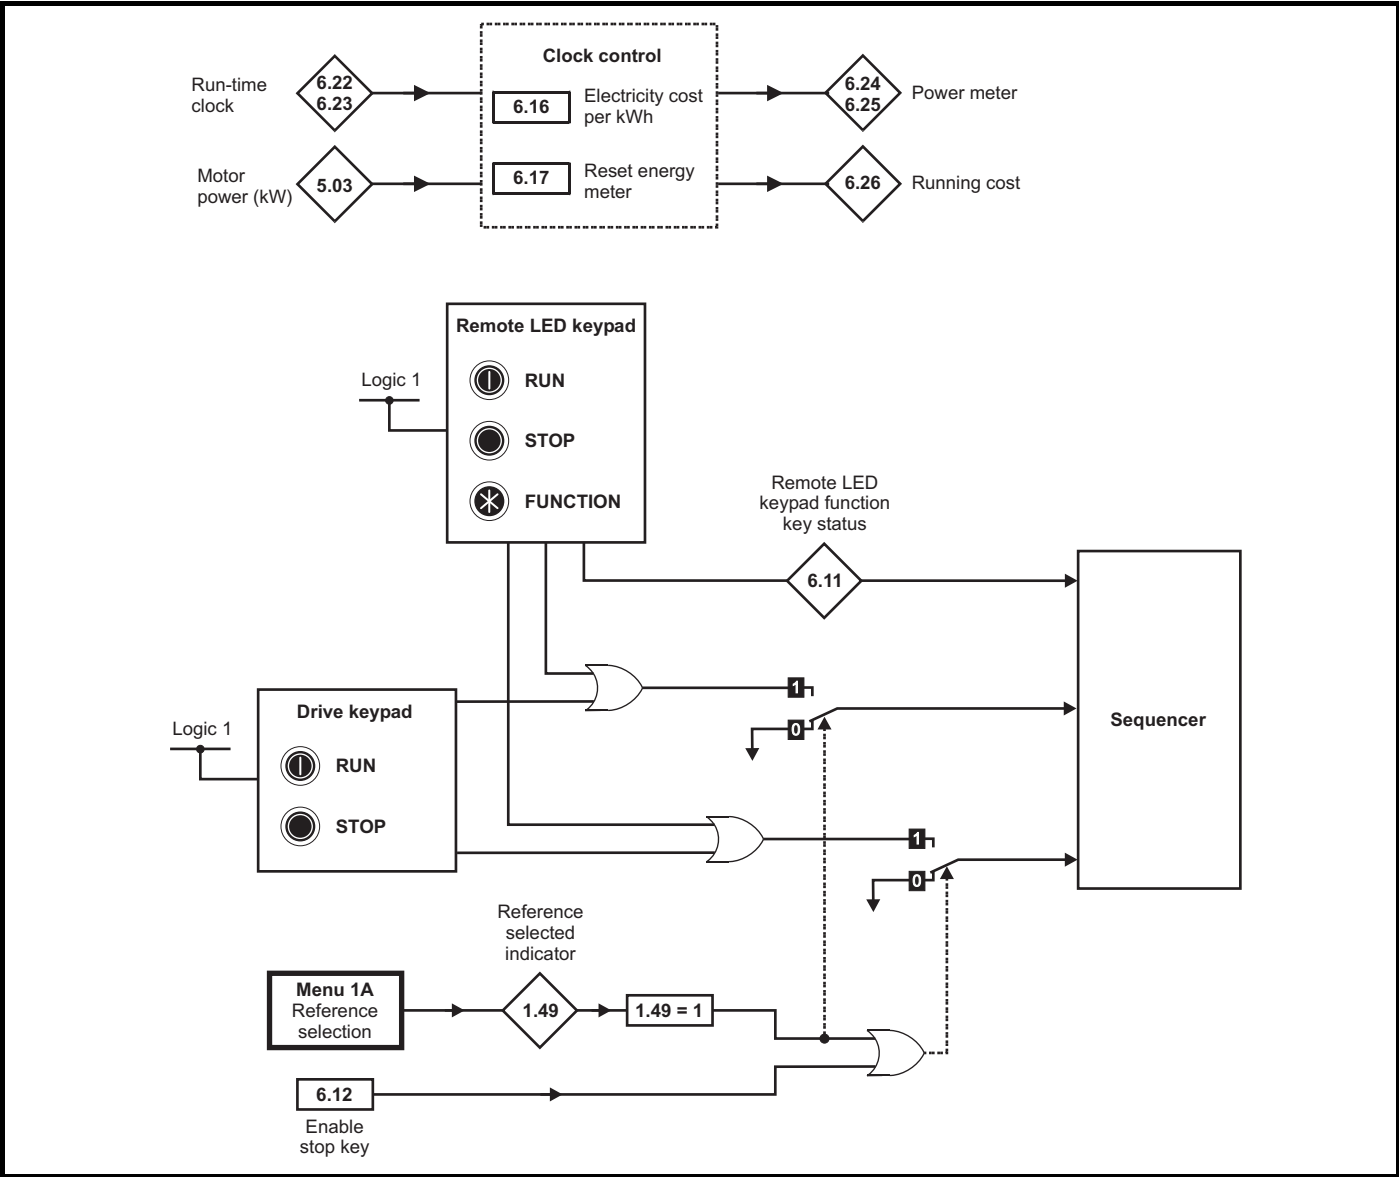 Clock control
Run-time
clock
6.22
6.23
6.16
Electricity cost
per kWh
6.24
6.25
Power meter
Motor
power (kW)
5.03
6.17
Reset energy
meter
6.26
Running cost
Remote LED keypad
Logic 1
RUN
STOP
FUNCTION
Remote LED
keypad function
key status
6.11
Sequencer
1
0
Drive keypad
Logic 1
RUN
STOP
1
0
Reference
selected
indicator
Menu 1A
Reference
selection
1.49
1.49 = 1
6.12
Enable
stop key